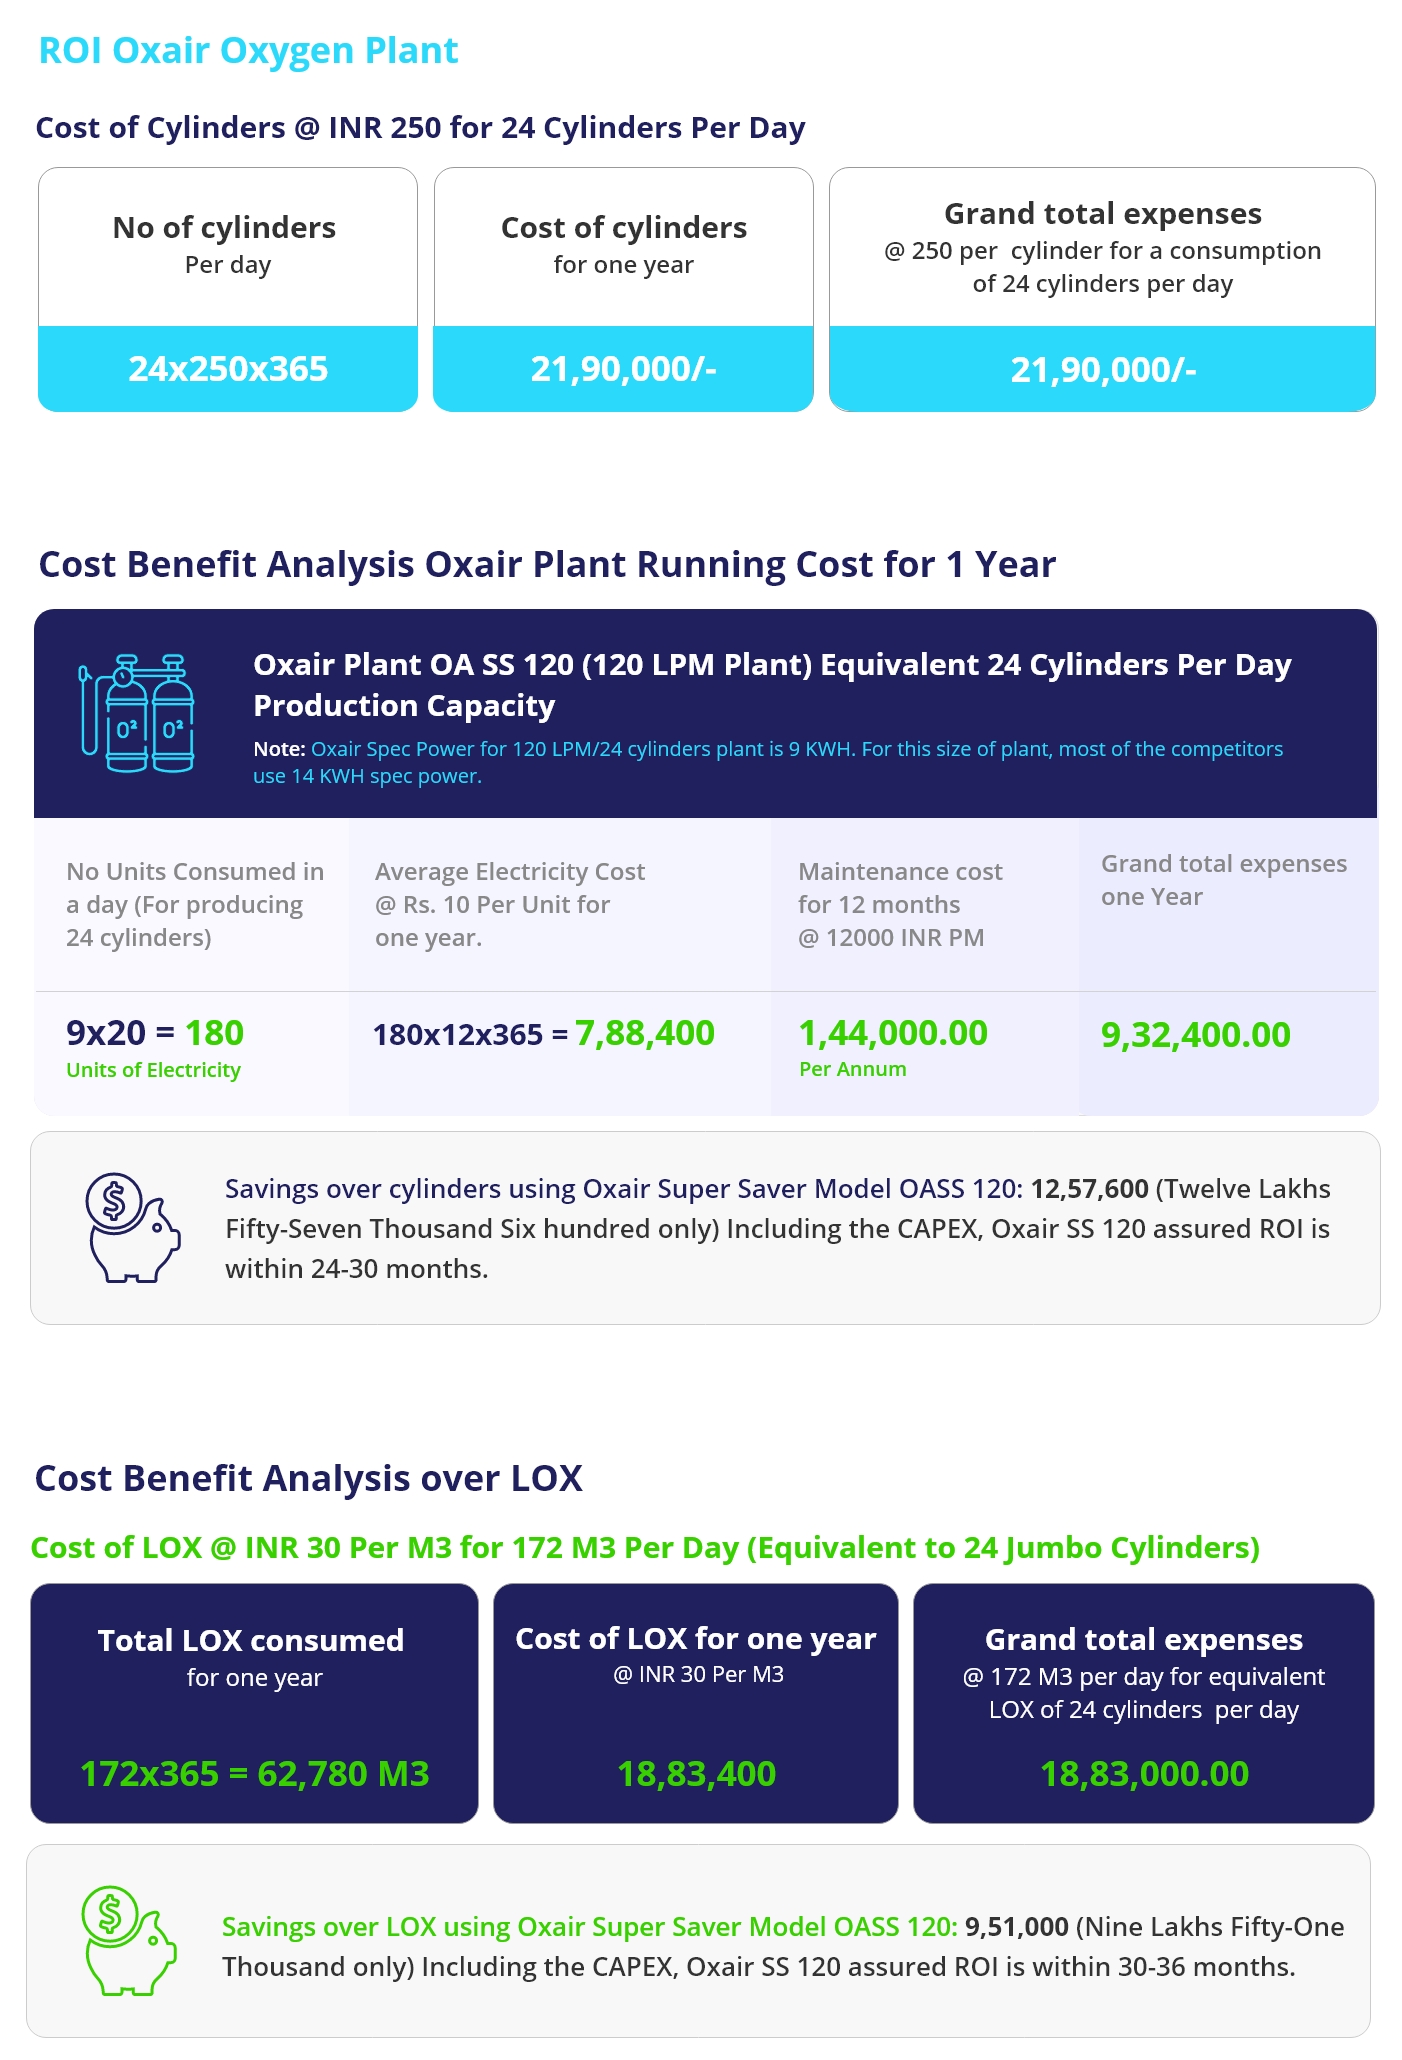 ROI Oxair Oxygen Plant
Cost of Cylinders @ INR 250 for 24 Cylinders Per Day
No of cylinders
Per day
24x250x365
Cost of cylinders
for one year
21,90,000/-
Grand total expenses
@ 250 per cylinder for a consumption
of 24 cylinders per day
21,90,000/-
Cost Benefit Analysis Oxair Plant Running Cost for 1 Year
O²
O²
Oxair Plant OA SS 120 (120 LPM Plant) Equivalent 24 Cylinders Per Day
Production Capacity
Note: Oxair Spec Power for 120 LPM/24 cylinders plant is 9 KWH. For this size of plant, most of the competitors
use 14 KWH spec power.
No Units Consumed in
a day (For producing
24 cylinders)
9x20 = 180
Units of Electricity
Average Electricity Cost
@ Rs. 10 Per Unit for
one year.
180x12x365 = 7,88,400
Maintenance cost
for 12 months
@ 12000 INR PM
1,44,000.00
Per Annum
Grand total expenses
one Year
9,32,400.00
$
Savings over cylinders using Oxair Super Saver Model OASS 120: 12,57,600 (Twelve Lakhs
Fifty-Seven Thousand Six hundred only) Including the CAPEX, Oxair SS 120 assured ROI is
within 24-30 months.
Cost Benefit Analysis over LOX
Cost of LOX @ INR 30 Per M3 for 172 M3 Per Day (Equivalent to 24 Jumbo Cylinders)
Total LOX consumed
for one year
172x365 = 62,780 M3
Cost of LOX for one year
@ INR 30 Per M3
18,83,400
Grand total expenses
@ 172 M3 per day for equivalent
LOX of 24 cylinders per day
18,83,000.00
$
Savings over LOX using Oxair Super Saver Model OASS 120: 9,51,000 (Nine Lakhs Fifty-One
Thousand only) Including the CAPEX, Oxair SS 120 assured ROI is within 30-36 months.